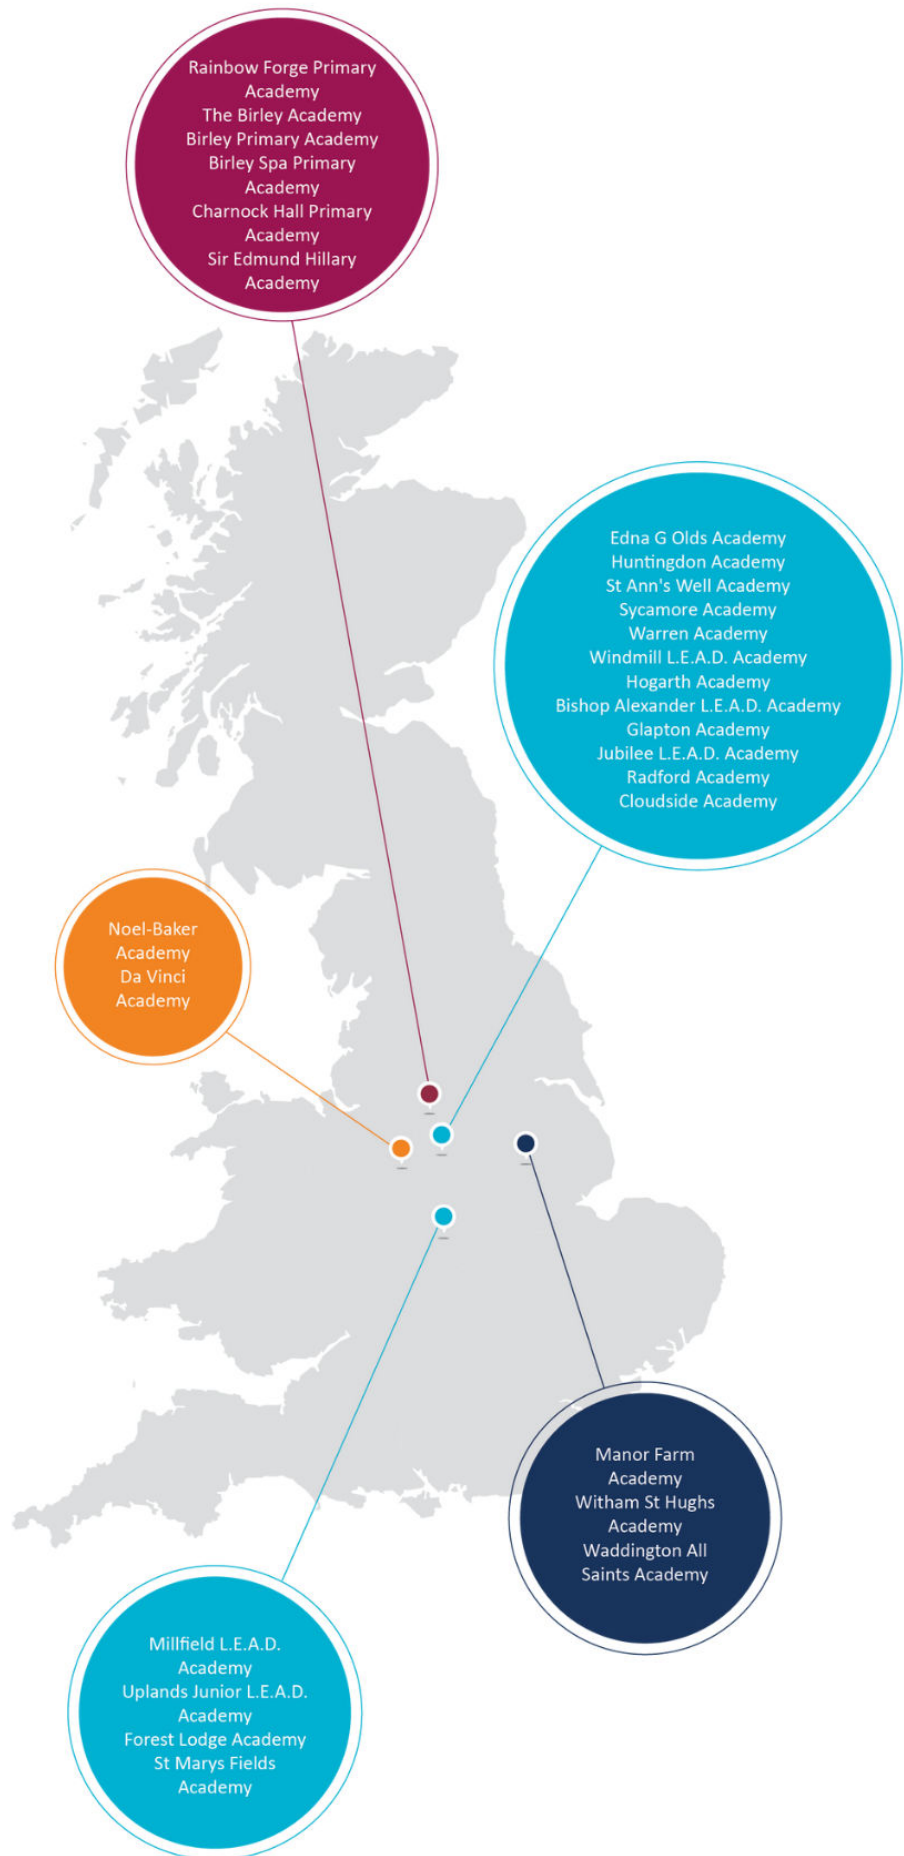 Rainbow Forge Primary
Academy
The Birley Academy
Birley Primary Academy
Birley Spa Primary
Academy
Charnock Hall Primary
Academy
Sir Edmund Hillary
Academy
Edna G Olds Academy
Huntingdon Academy
St Ann's Well Academy
Sycamore Academy
Warren Academy
Windmill L.E.A.D. Academy
Hogarth Academy
Bishop Alexander L.E.A.D. Academy
Glapton Academy
Jubilee L.E.A.D. Academy
Radford Academy
Cloudside Academy
Noel-Baker
Academy
Da Vinci
Academy
Manor Farm
Academy
Witham St Hughs
Academy
Waddington All
Saints Academy
Millfield L.E.A.D.
Academy
Uplands Junior L.E.A.D.
Academy
Forest Lodge Academy
St Marys Fields
Academy